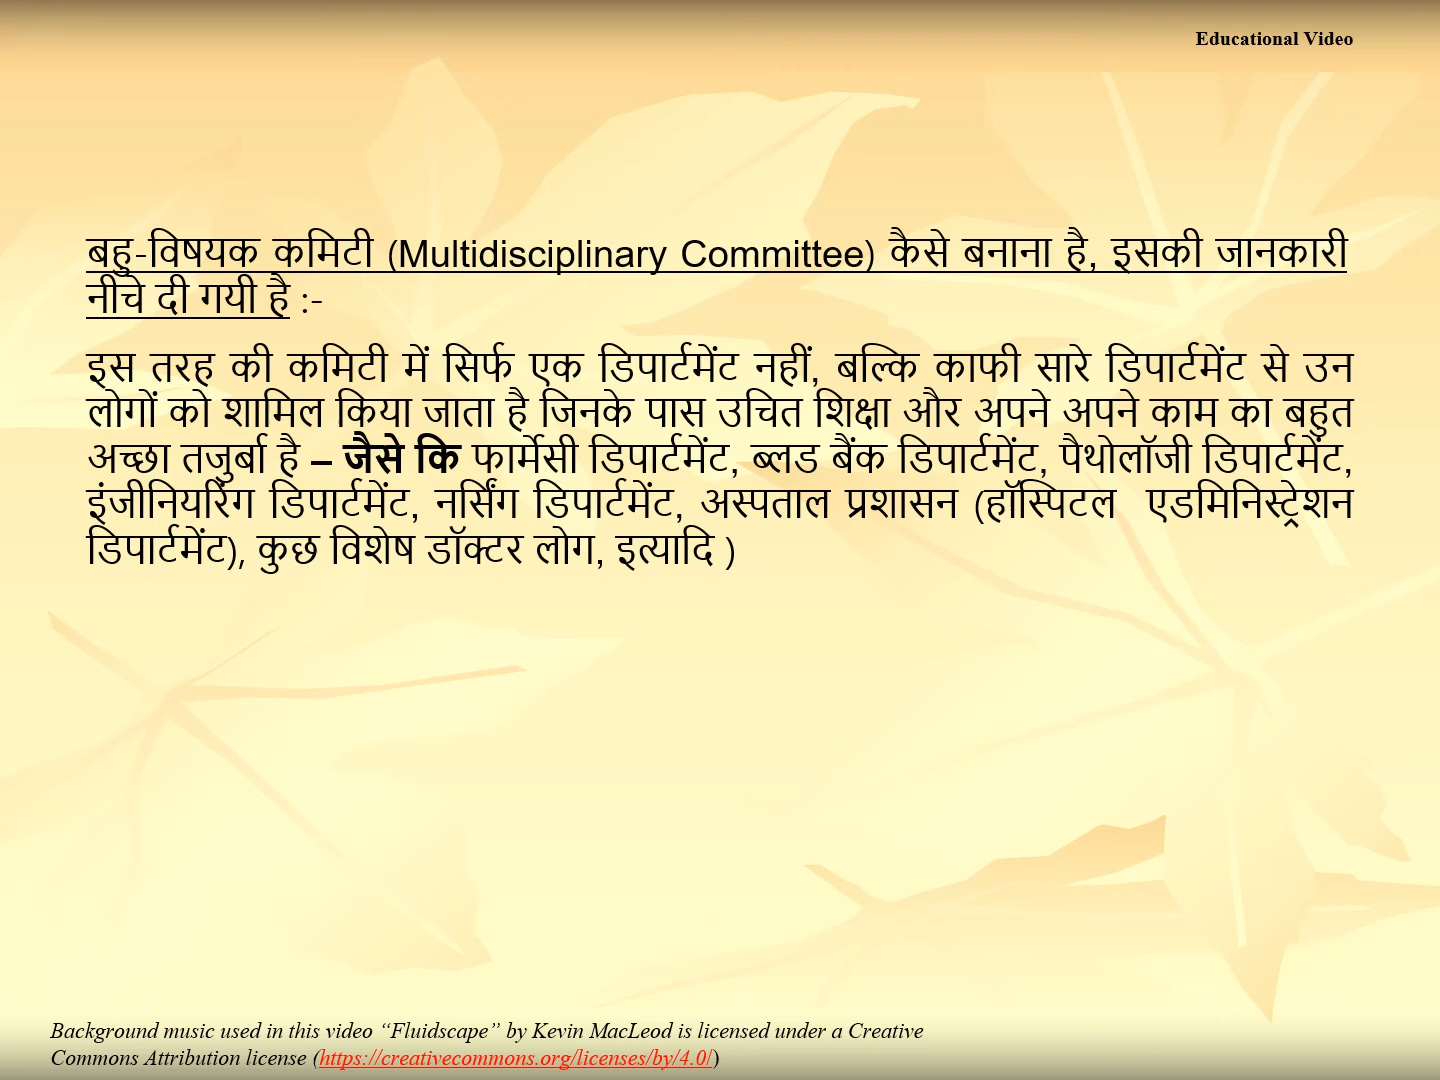 Educational Video
बहु-विषयक कमिटी (Multidisciplinary Committee) कैसे बनाना है, इसकी जानकारी
नीचे दी गयी है :-
इस तरह की कमिटी में सिर्फ एक डिपार्टमेंट नहीं, बल्कि काफी सारे डिपार्टमेंट से उन
लोगों को शामिल किया जाता है जिनके पास उचित शिक्षा और अपने अपने काम का बहुत
अच्छा तजुर्बा है – जैसे कि फार्मेसी डिपार्टमेंट, ब्लड बैंक डिपार्टमेंट, पैथोलॉजी डिपार्टमेंट,
इंजीनियरिंग डिपार्टमेंट, नर्सिंग डिपार्टमेंट, अस्पताल प्रशासन (हॉस्पिटल एडमिनिस्ट्रेशन
डिपार्टमेंट), कुछ विशेष डॉक्टर लोग, इत्यादि )
Background music used in this video “Fluidscape” by Kevin MacLeod is licensed under a Creative
Commons Attribution license (https://creativecommons.org/licenses/by/4.0/)